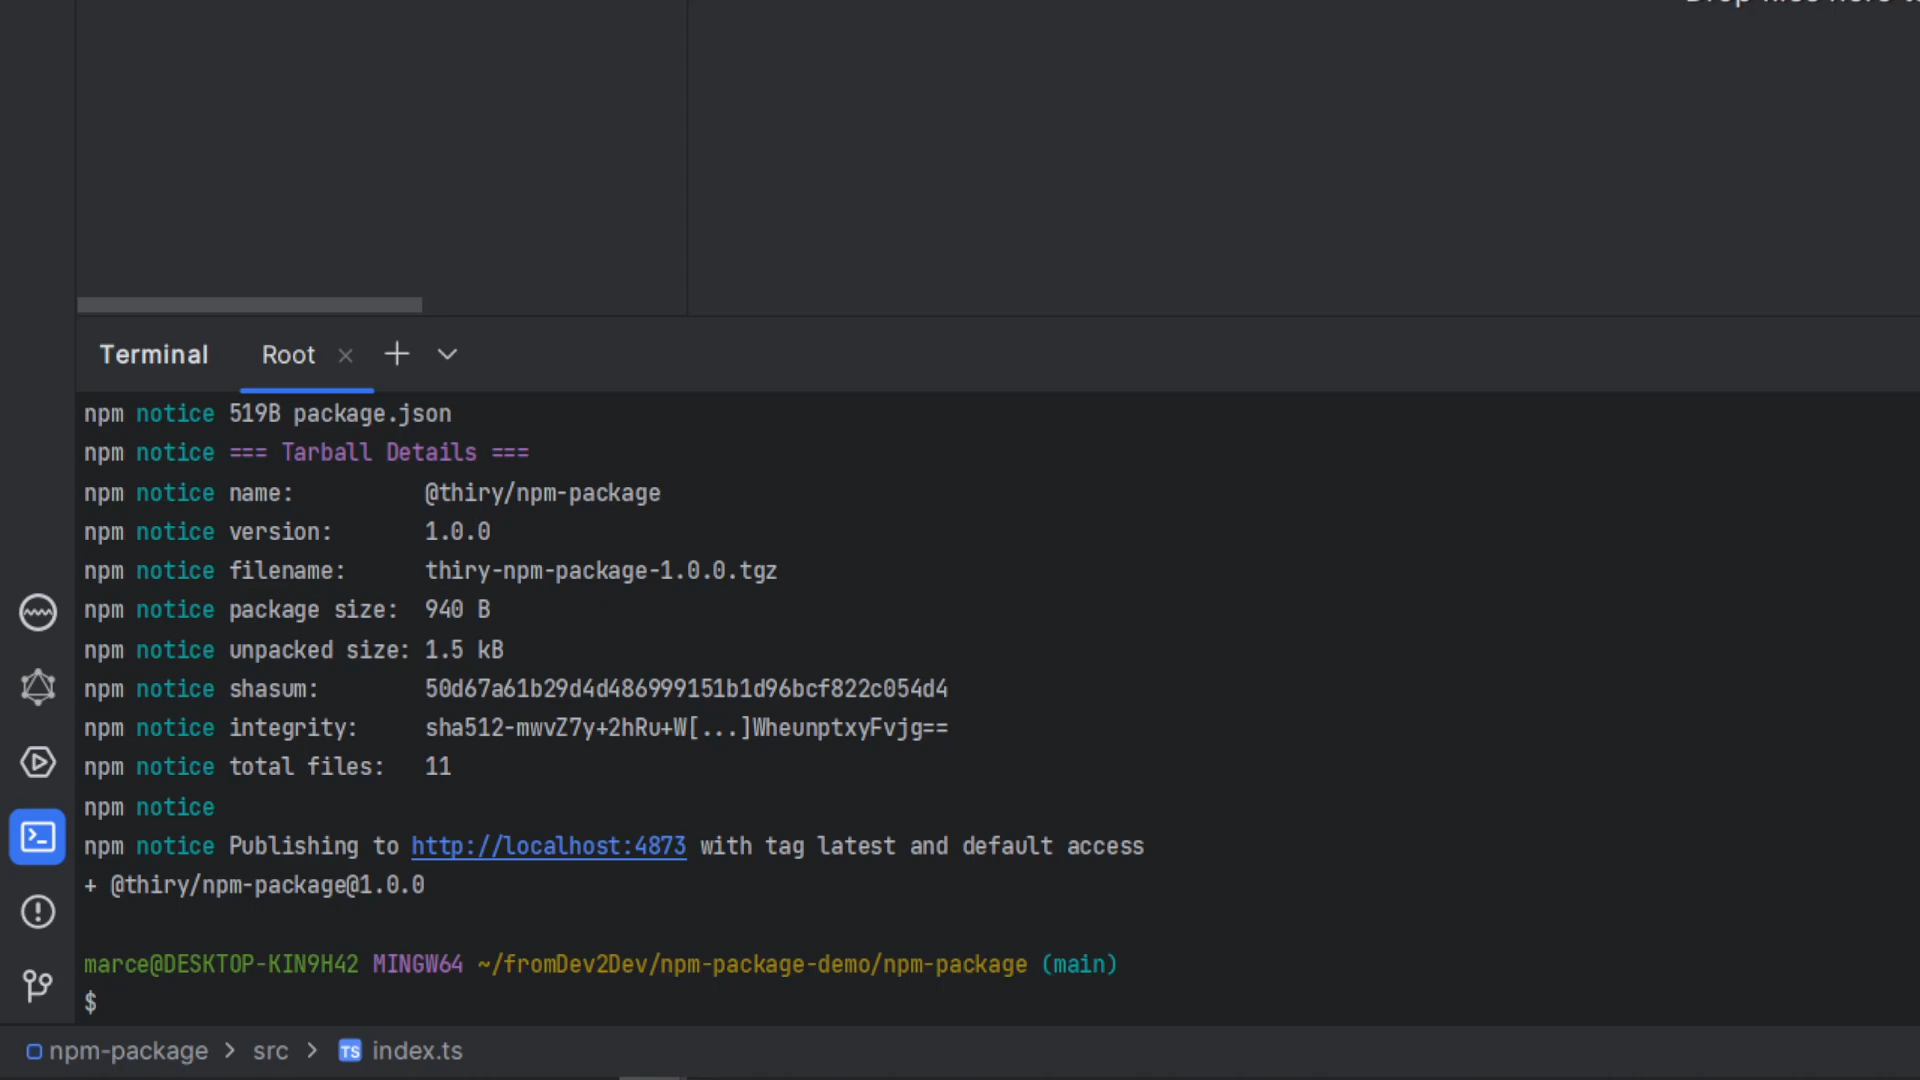 Terminal Root
npm notice 519B package.json
npm notice === Tarball Details ===
npm notice name: @thiry/npm-package
npm notice version: 1.0.0
npm notice filename: thiry-npm-package-1.0.0.tgz
npm notice package size: 940 B
npm notice unpacked size: 1.5 kB
npm notice shasum: 50d67a61b29d4d486999151b1d96bcf822c054d4
npm notice integrity: sha512-mwvZ7y+2hRu+W[...]WheunptxyFvjg==
npm notice total files: 11
npm notice
npm notice Publishing to http://localhost:4873 with tag latest and default access
+ @thiry/npm-package@1.0.0
marce@DESKTOP-KIN9H42 MINGW64 ~/fromDev2Dev/npm-package-demo/npm-package (main)
$
npm-package > src > TS index.ts